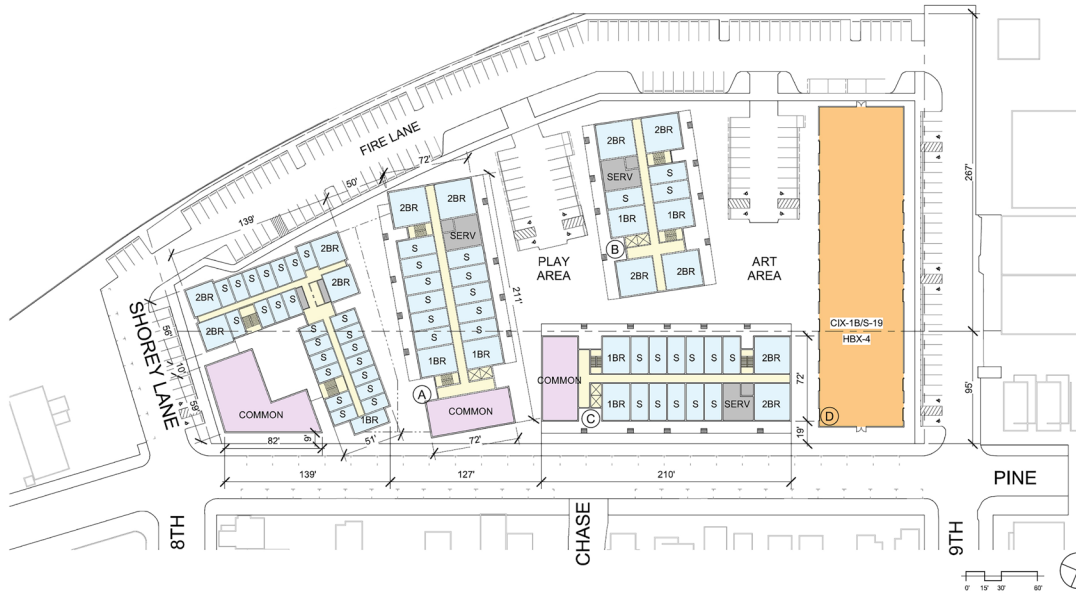 FIRE LANE
72'
50'
139'
267'
2BR
2BR
SERV
S
S
S
1BR
1BR
B
2BR
2BR
PLAY
AREA
ART
AREA
2BR
2BR
SERV
S
S
S
S
S
S
S
S
S
S
S
1BR
1BR
A
COMMON
211'
72'
SHOREY LANE
56'
10'
59'
2BR
S
S
S
S
S
S
2BR
2BR
S
S
S
S
2BR
S
S
S
S
S
S
S
S
S
S
S
1BR
COMMON
82'
9'
51'
CIX-1B/S-19
HBX-4
D
COMMON
1BR
S
S
S
S
S
S
2BR
1BR
S
S
S
S
S
SERV
2BR
C
72'
19'
95'
139'
127'
210'
PINE
8TH
CHASE
9TH
0'
15'
30'
60'